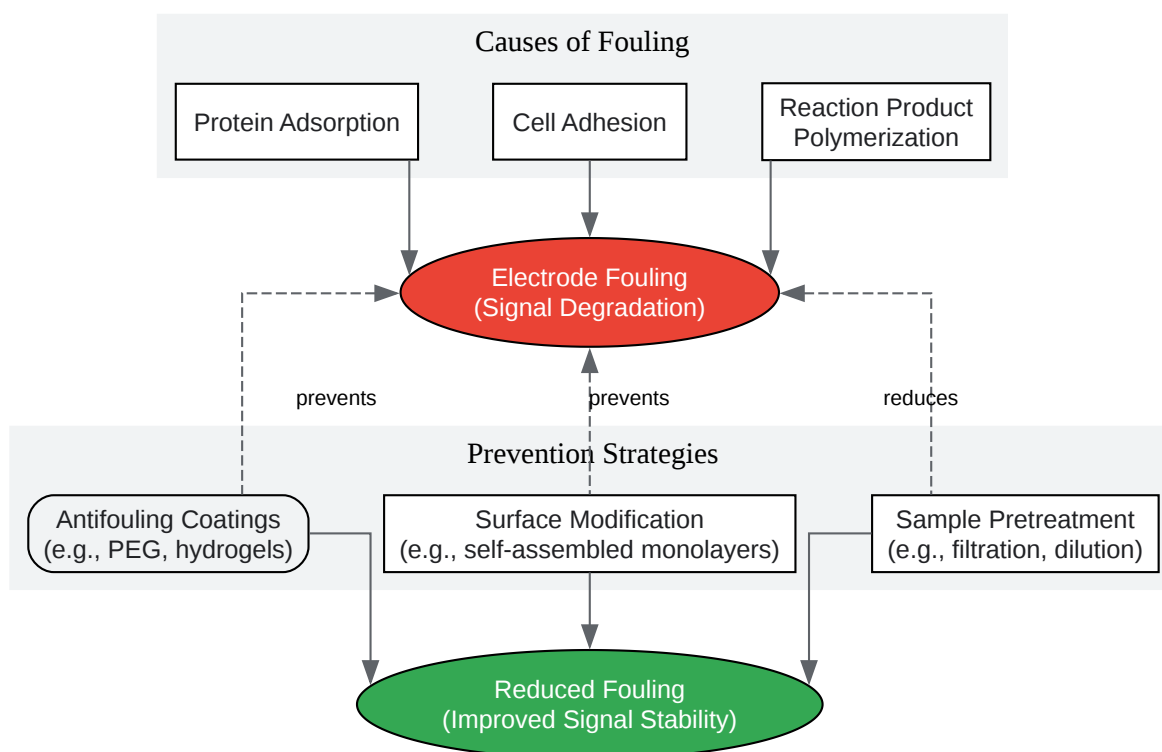 Causes of Fouling
Protein Adsorption
Cell Adhesion
Reaction Product
Polymerization
Electrode Fouling
(Signal Degradation)
prevents
prevents
reduces
Prevention Strategies
Antifouling Coatings
(e.g., PEG, hydrogels)
Surface Modification
(e.g., self-assembled monolayers)
Sample Pretreatment
(e.g., filtration, dilution)
Reduced Fouling
(Improved Signal Stability)